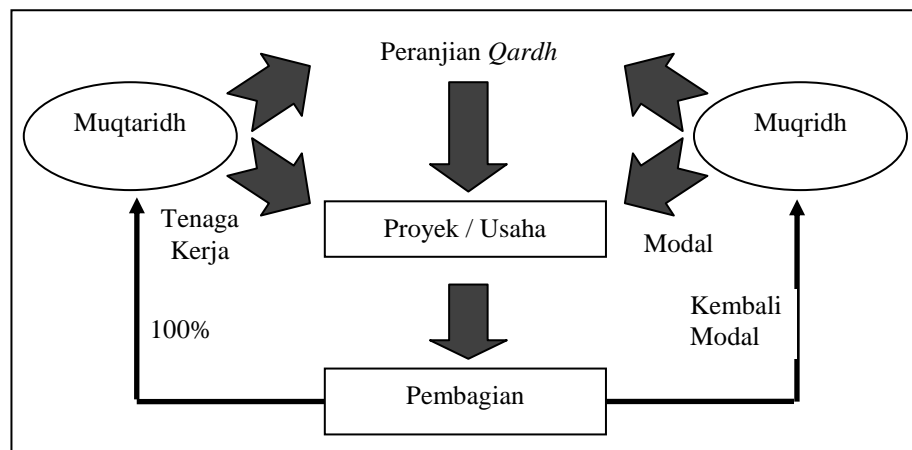 Peranjian Qardh
Muqtaridh
Muqridh
Tenaga
Kerja
Proyek / Usaha
Modal
100%
Kembali
Modal
Pembagian